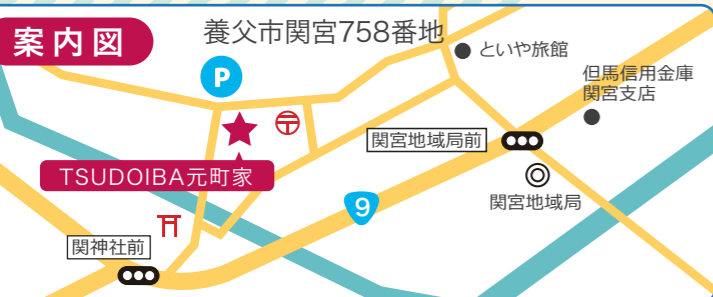 案内図
養父市関宮758番地
P
といや旅館
但馬信用金庫
関宮支店
関宮地域局前
TSUDOIBA元町家
関宮地域局
9
関神社前